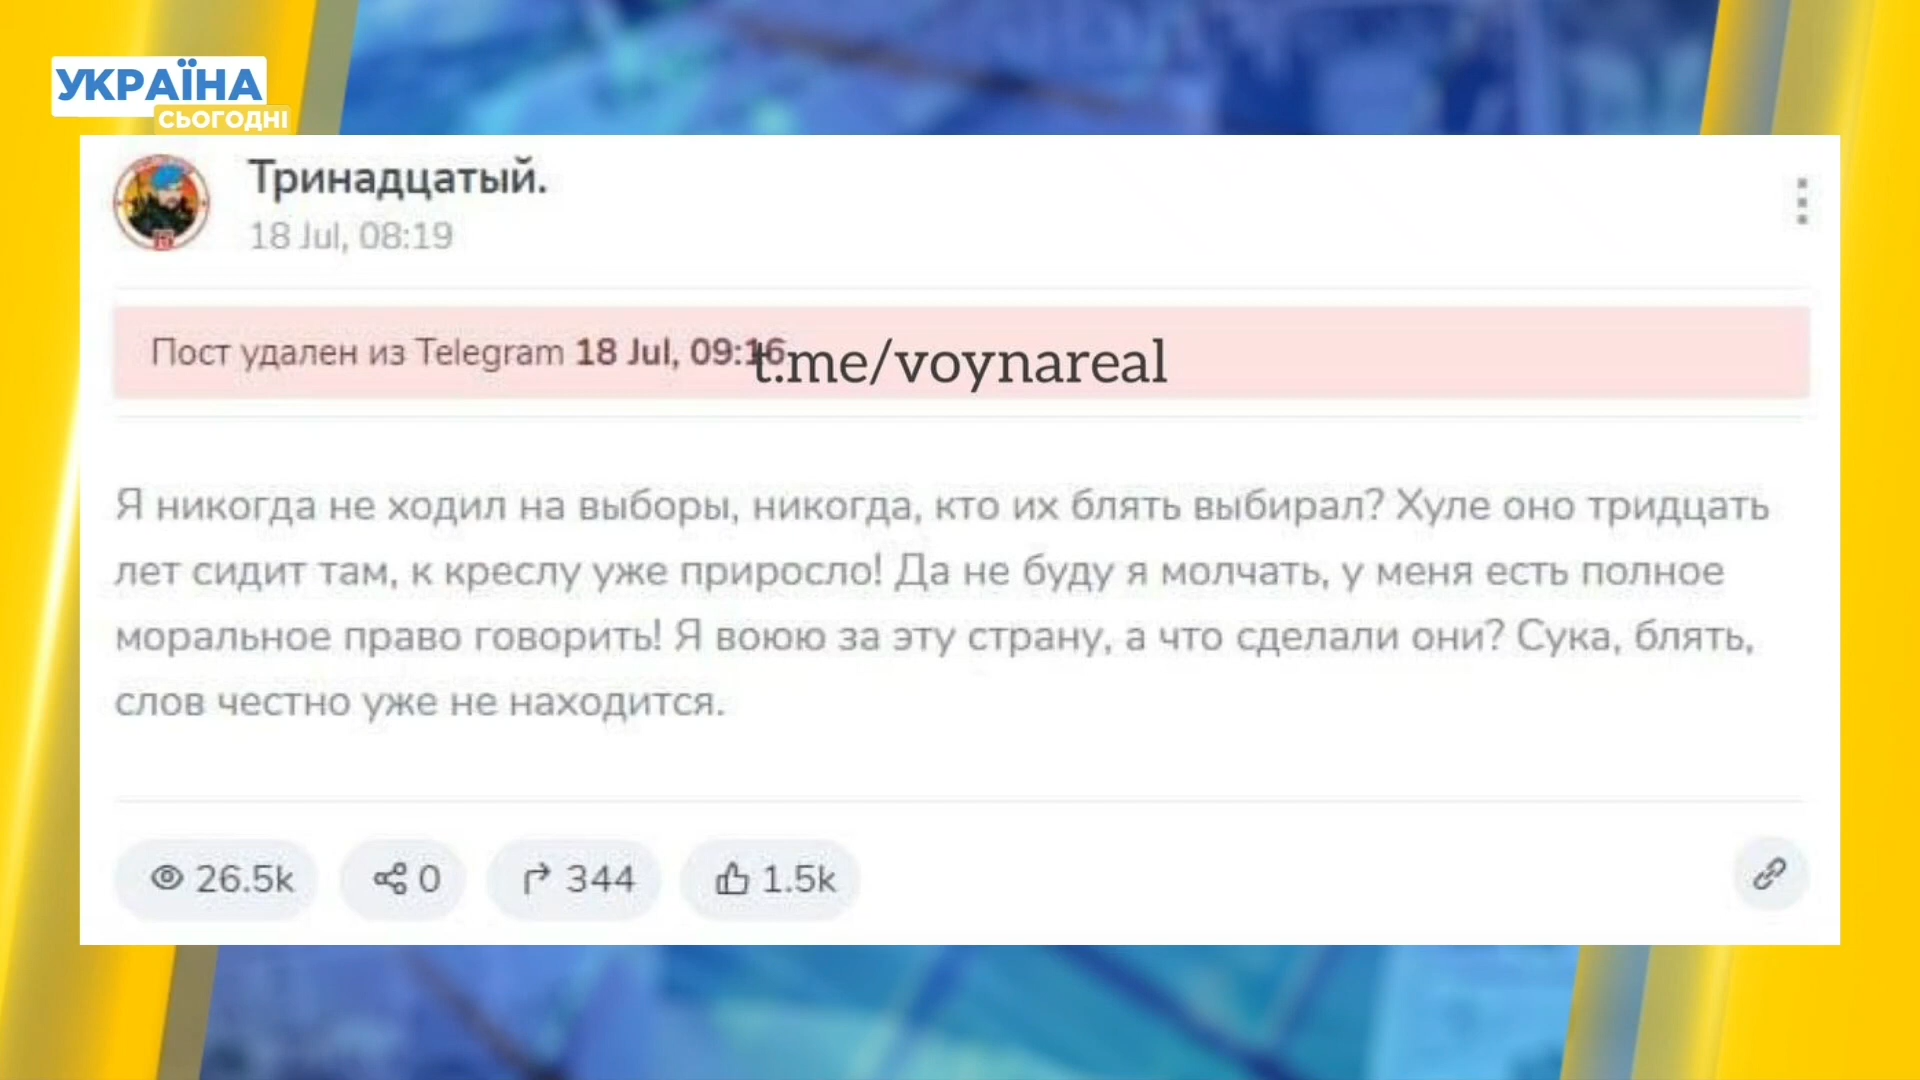 УКРАЇНА
СЬОГОДНІ
Тринадцатый.
18 Jul, 08:19
Пост удален из Telegram 18 Jul, 09:16
t.me/voynareal
Я никогда не ходил на выборы, никогда, кто их блять выбирал? Хуле оно тридцать
лет сидит там, к креслу уже приросло! Да не буду я молчать, у меня есть полное
моральное право говорить! Я воюю за эту страну, а что сделали они? Сука, блять,
слов честно уже не находится.
26.5k 0 344 1.5k